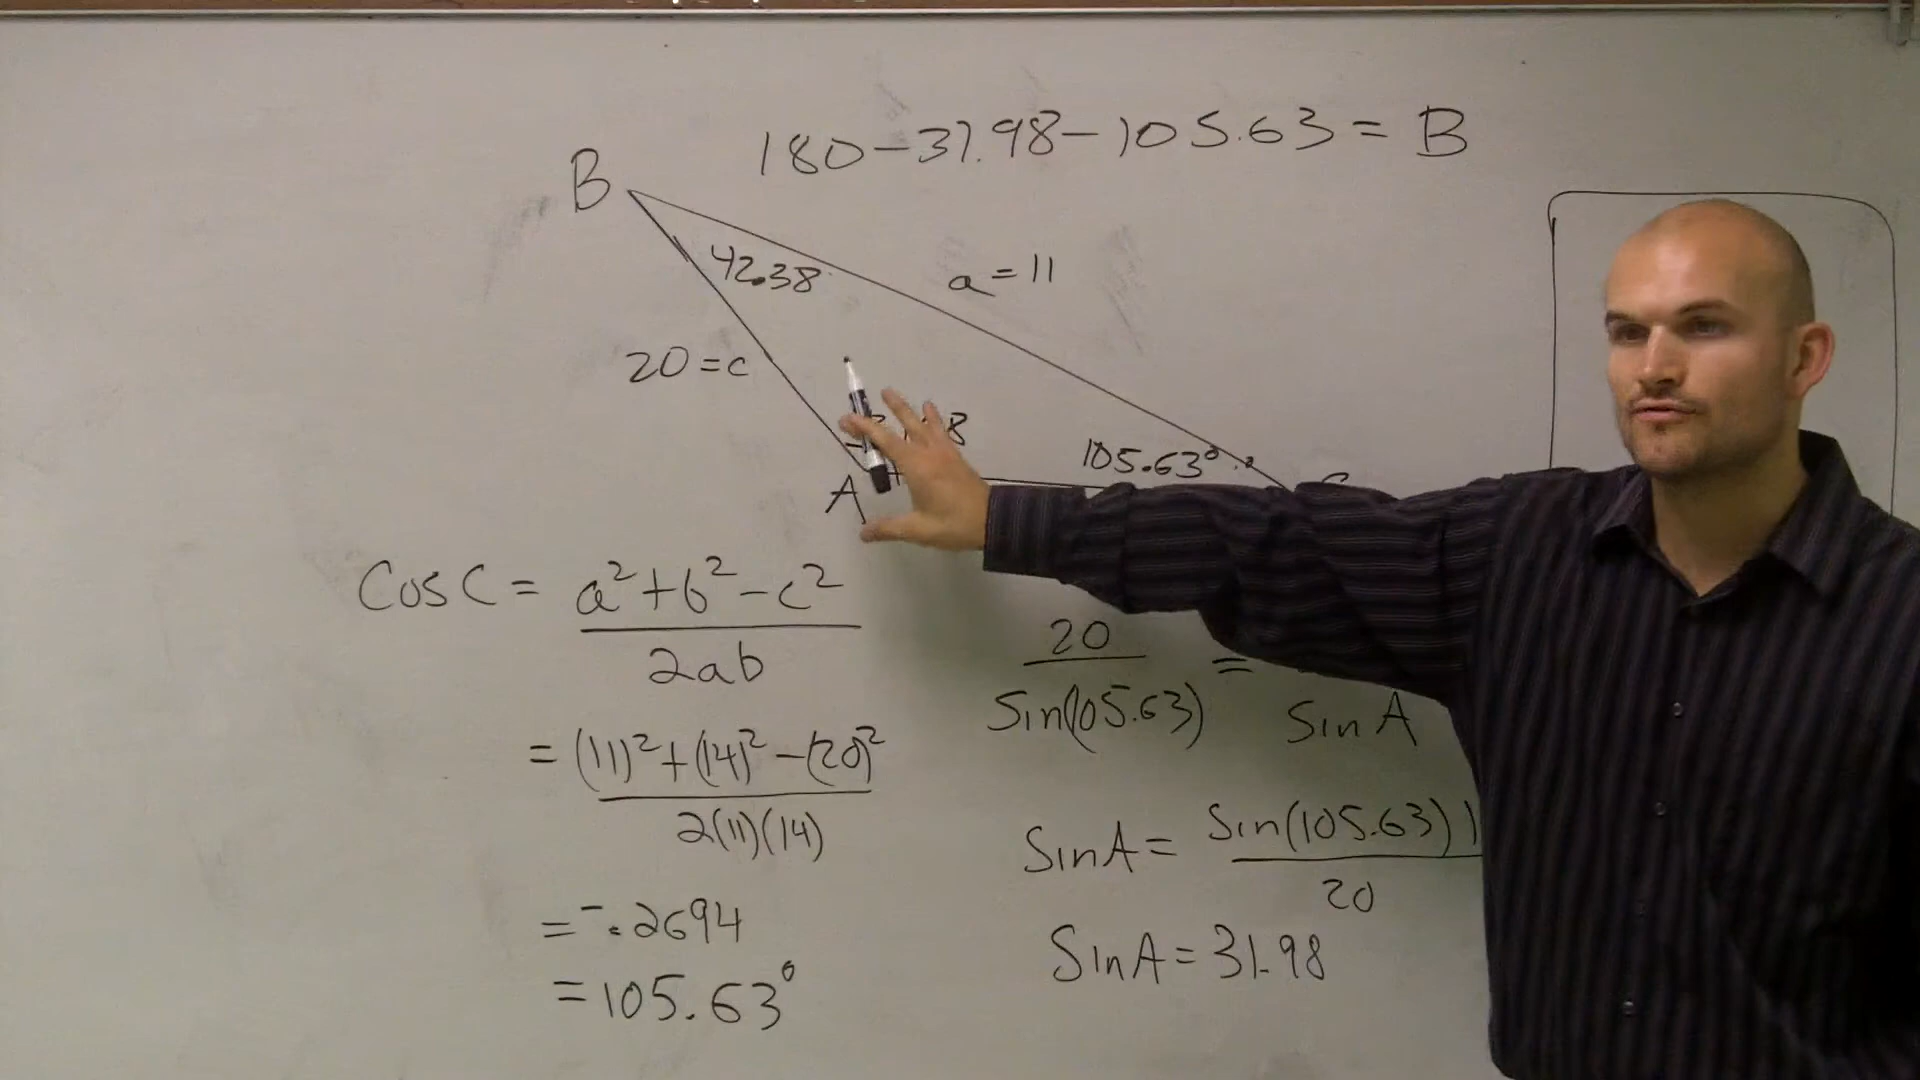 180-31.98-105.63 = B
B
42.38
a = 11
20 = c
8
105.63°
A
Cos C = a² + b² - c²
2ab
= (11)² + (14)² - (20)²
2(11)(14)
= -.2694
= 105.63°
20
Sin(105.63) = Sin A
Sin A = Sin(105.63) 1
20
Sin A = 31.98